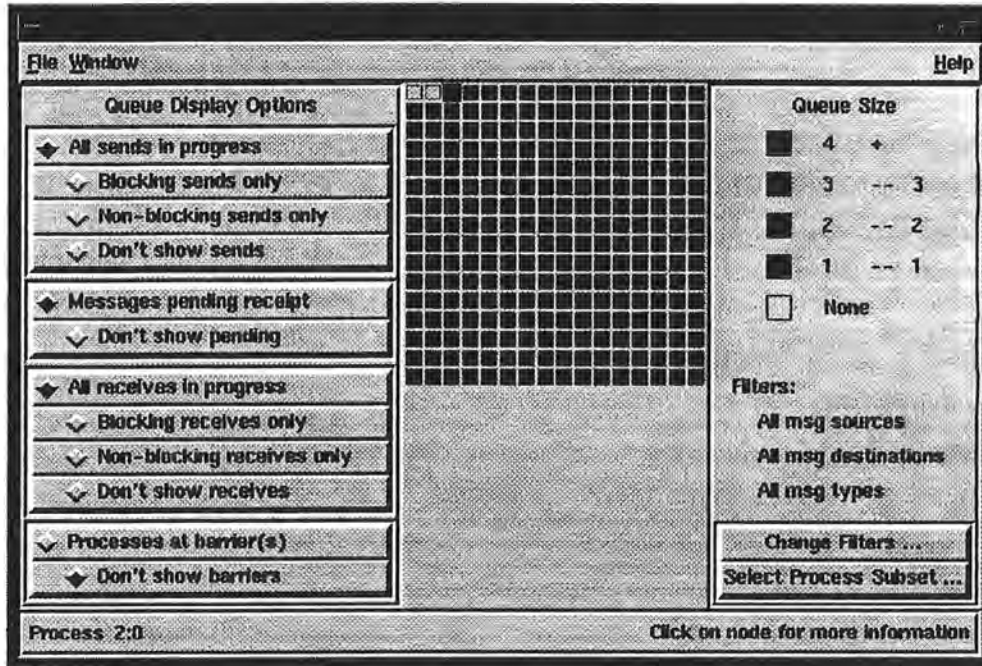 File Window Help
Queue Display Options
All sends in progress
Blocking sends only
Non-blocking sends only
Don't show sends
Messages pending receipt
Don't show pending
All receives in progress
Blocking receives only
Non-blocking receives only
Don't show receives
Processes at barrier(s)
Don't show barriers
Queue Size
4 +
3 -- 3
2 -- 2
1 -- 1
None
Filters:
All msg sources
All msg destinations
All msg types
Change Filters ...
Select Process Subset ...
Process 2:0
Click on node for more information